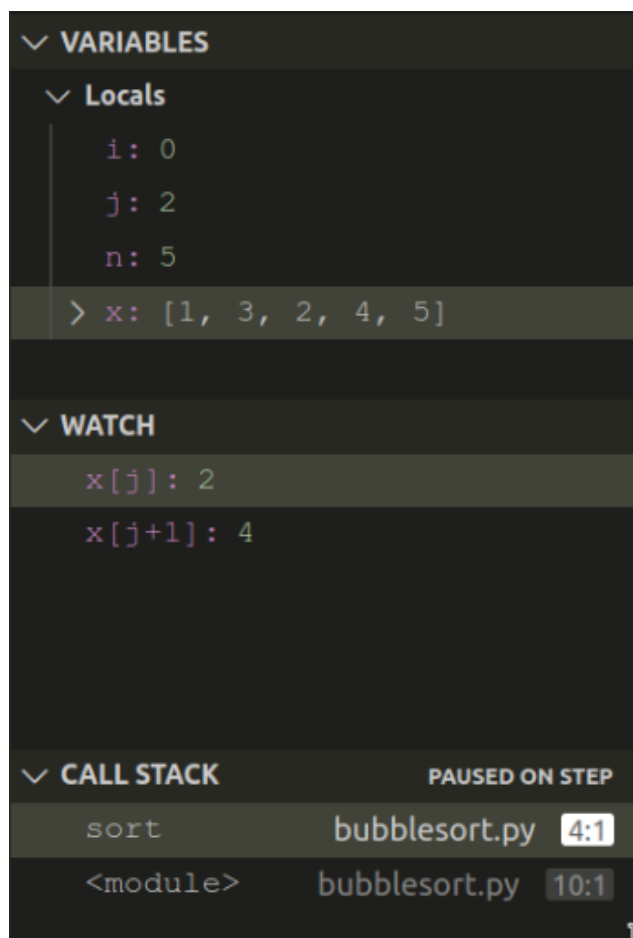 VARIABLES
Locals
i: 0
j: 2
n: 5
x: [1, 3, 2, 4, 5]
WATCH
x[j]: 2
x[j+1]: 4
CALL STACK PAUSED ON STEP
sort bubblesort.py 4:1
<module> bubblesort.py 10:1